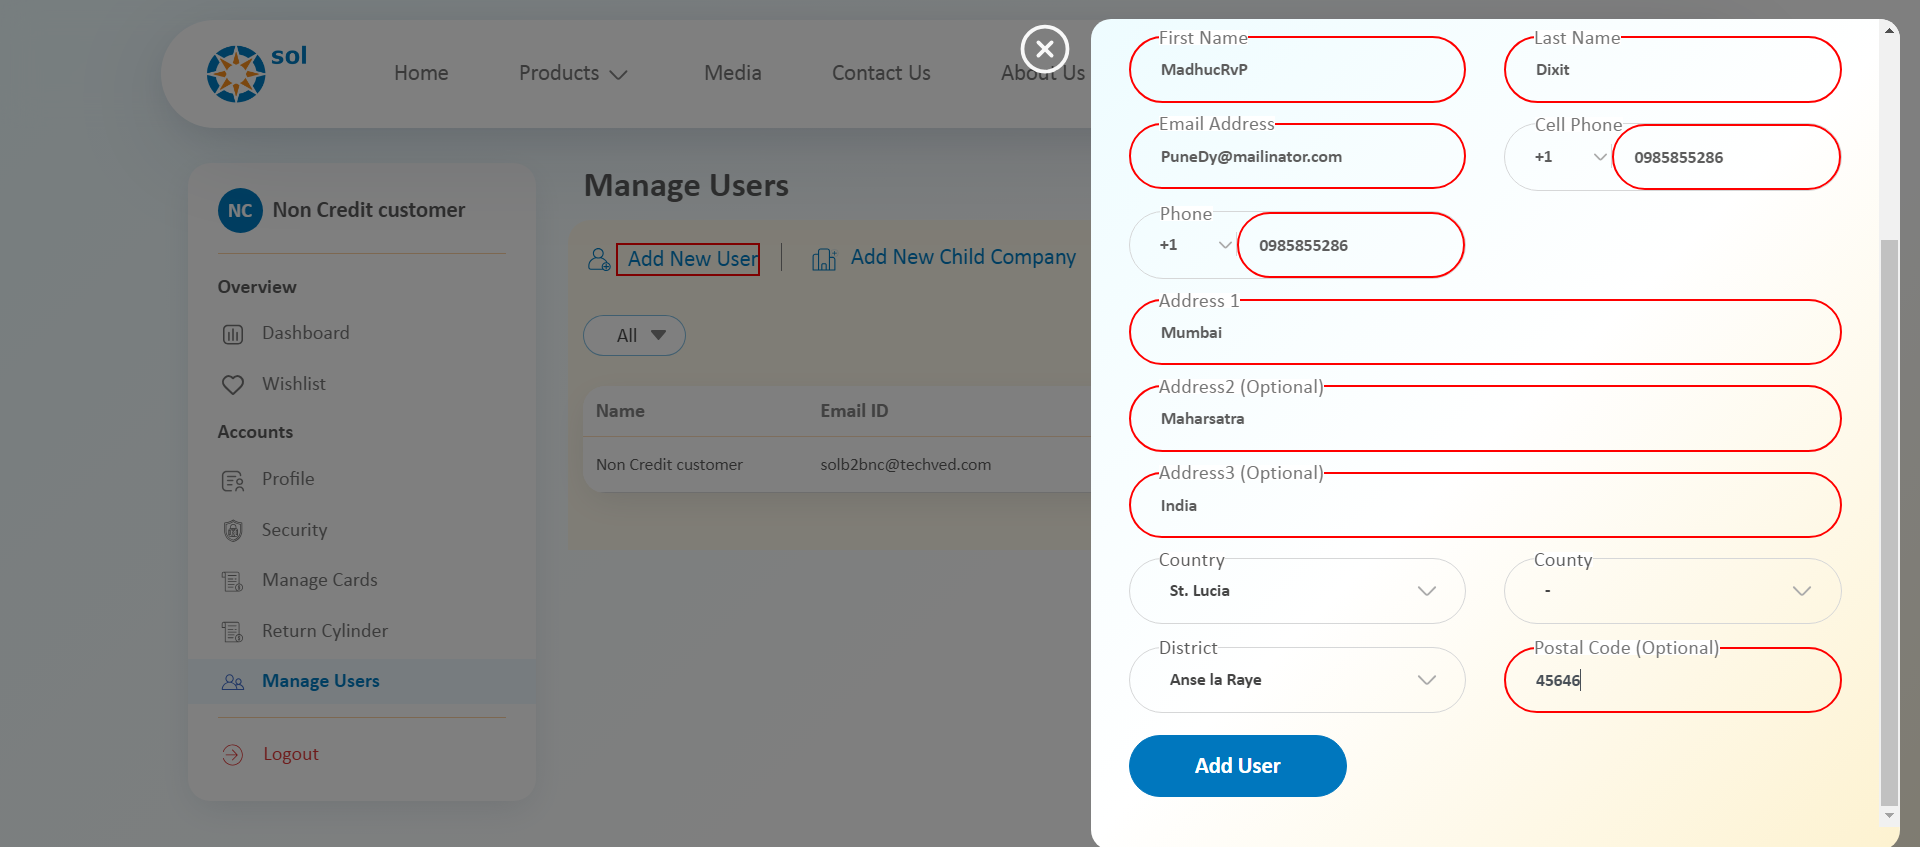 sol
Home
Products
Media
Contact Us
About Us
NC
Non Credit customer
Overview
Dashboard
Wishlist
Accounts
Profile
Security
Manage Cards
Return Cylinder
Manage Users
Logout
Manage Users
Add New User
Add New Child Company
All
Name Email ID
Non Credit customer solb2bnc@techved.com
First Name
MadhucRvP
Last Name
Dixit
Email Address
PuneDy@mailinator.com
Cell Phone
+1 0985855286
Phone
+1 0985855286
Address 1
Mumbai
Address2 (Optional)
Maharsatra
Address3 (Optional)
India
Country
St. Lucia
County
-
District
Anse la Raye
Postal Code (Optional)
45646
Add User